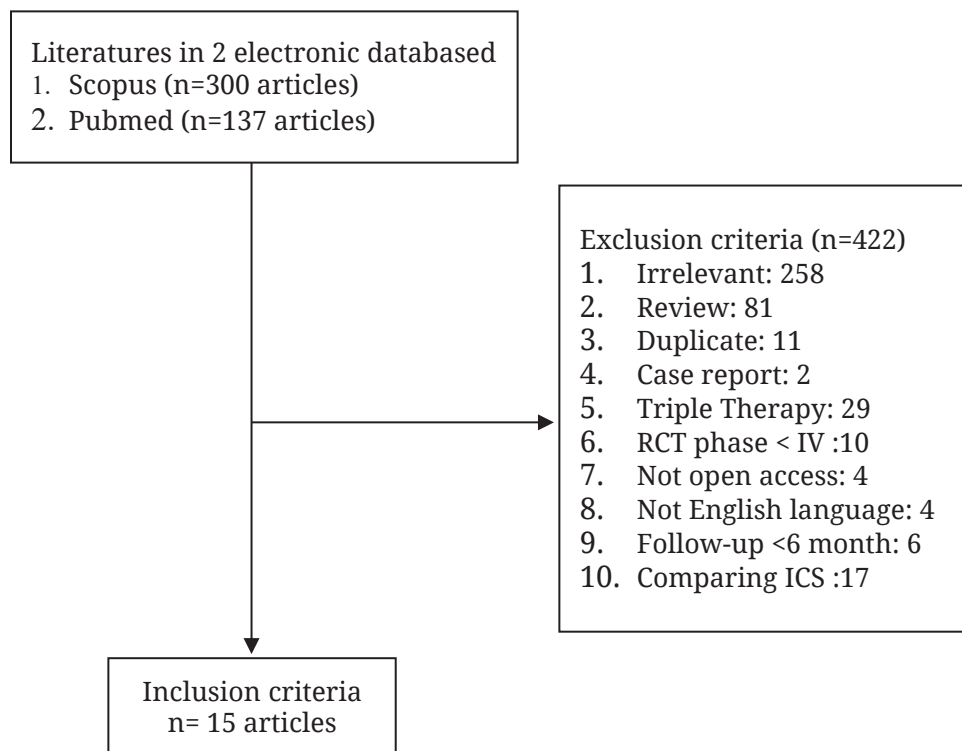 Literatures in 2 electronic databased
1. Scopus (n=300 articles)
2. Pubmed (n=137 articles)
Exclusion criteria (n=422)
1. Irrelevant: 258
2. Review: 81
3. Duplicate: 11
4. Case report: 2
5. Triple Therapy: 29
6. RCT phase < IV :10
7. Not open access: 4
8. Not English language: 4
9. Follow-up <6 month: 6
10. Comparing ICS :17
Inclusion criteria
n= 15 articles